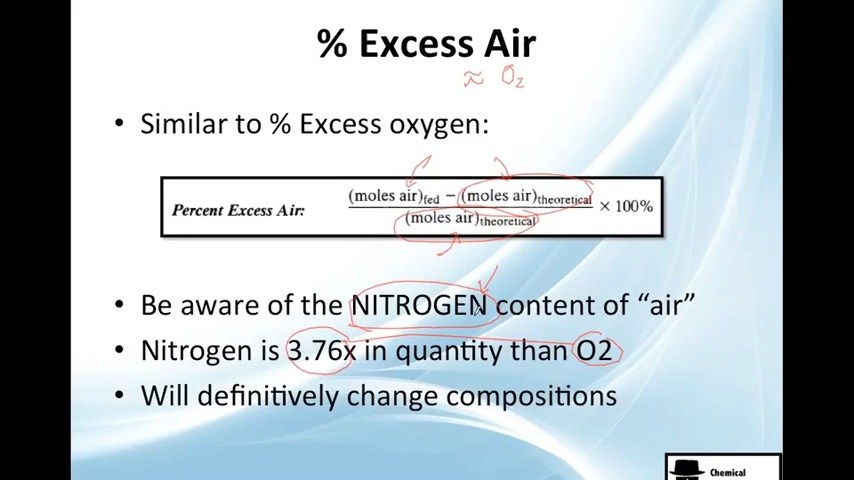 % Excess Air
≈ O2
• Similar to % Excess oxygen:
Percent Excess Air: (moles air)fed − (moles air)theoretical / (moles air)theoretical × 100%
• Be aware of the NITROGEN content of “air”
• Nitrogen is 3.76x in quantity than O2
• Will definitively change compositions
Chemical